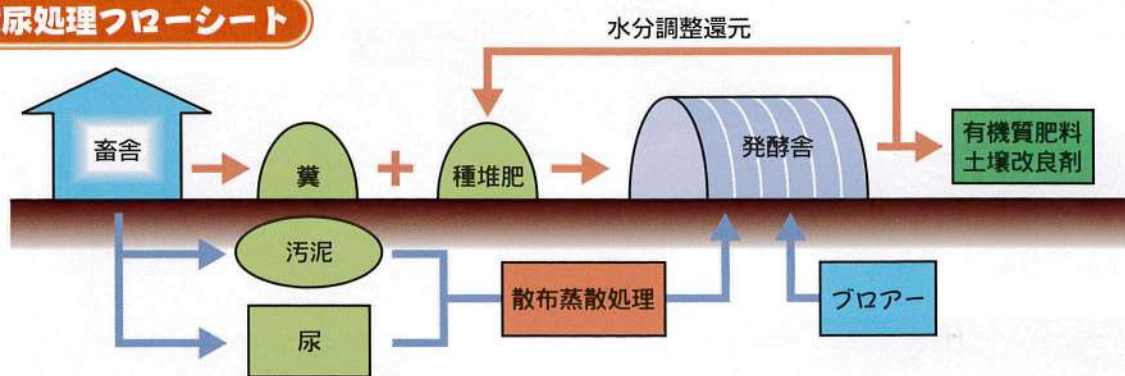 尿処理フローシート
水分調整還元
畜舎
糞
+
種堆肥
発酵舎
有機質肥料
土壌改良剤
汚泥
散布蒸散処理
ブロアー
尿